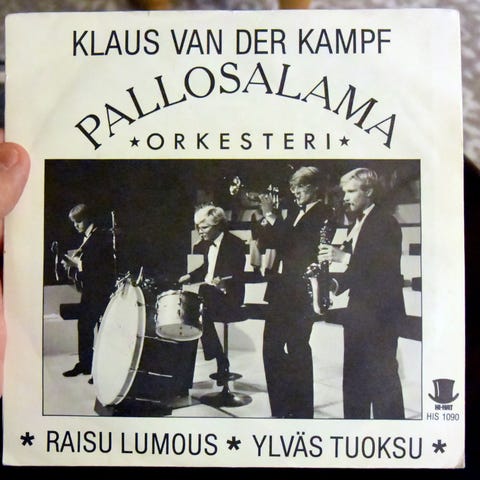 KLAUS VAN DER KAMPF
PALLOSALAMA
★ORKESTERI★
HI-HAT
HIS 1090
* RAISU LUMOUS * YLVÄS TUOKSU *